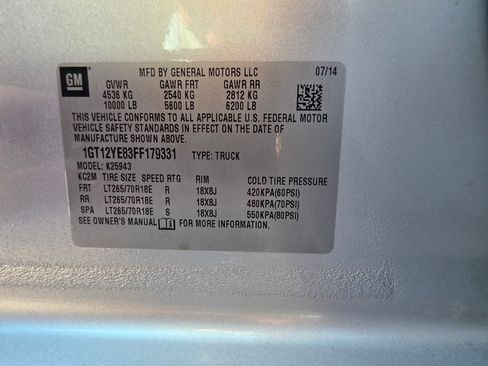 GM
MFD BY GENERAL MOTORS LLC 07/14
GVWR GAWR FRT GAWR RR
4536 KG 2540 KG 2812 KG
10000 LB 5600 LB 6200 LB
THIS VEHICLE CONFORMS TO ALL APPLICABLE U.S. FEDERAL MOTOR
VEHICLE SAFETY STANDARDS IN EFFECT ON THE DATE OF
MANUFACTURE SHOWN ABOVE.
1GT12YE83FF179331 TYPE: TRUCK
MODEL: K25943
KC2M TIRE SIZE SPEED RTG RIM COLD TIRE PRESSURE
FRT LT265/70R18E R 18X8J 420KPA(60PSI)
RR LT265/70R18E R 18X8J 480KPA(70PSI)
SPA LT265/70R18E S 18X8J 550KPA(80PSI)
SEE OWNER'S MANUAL FOR MORE INFORMATION.